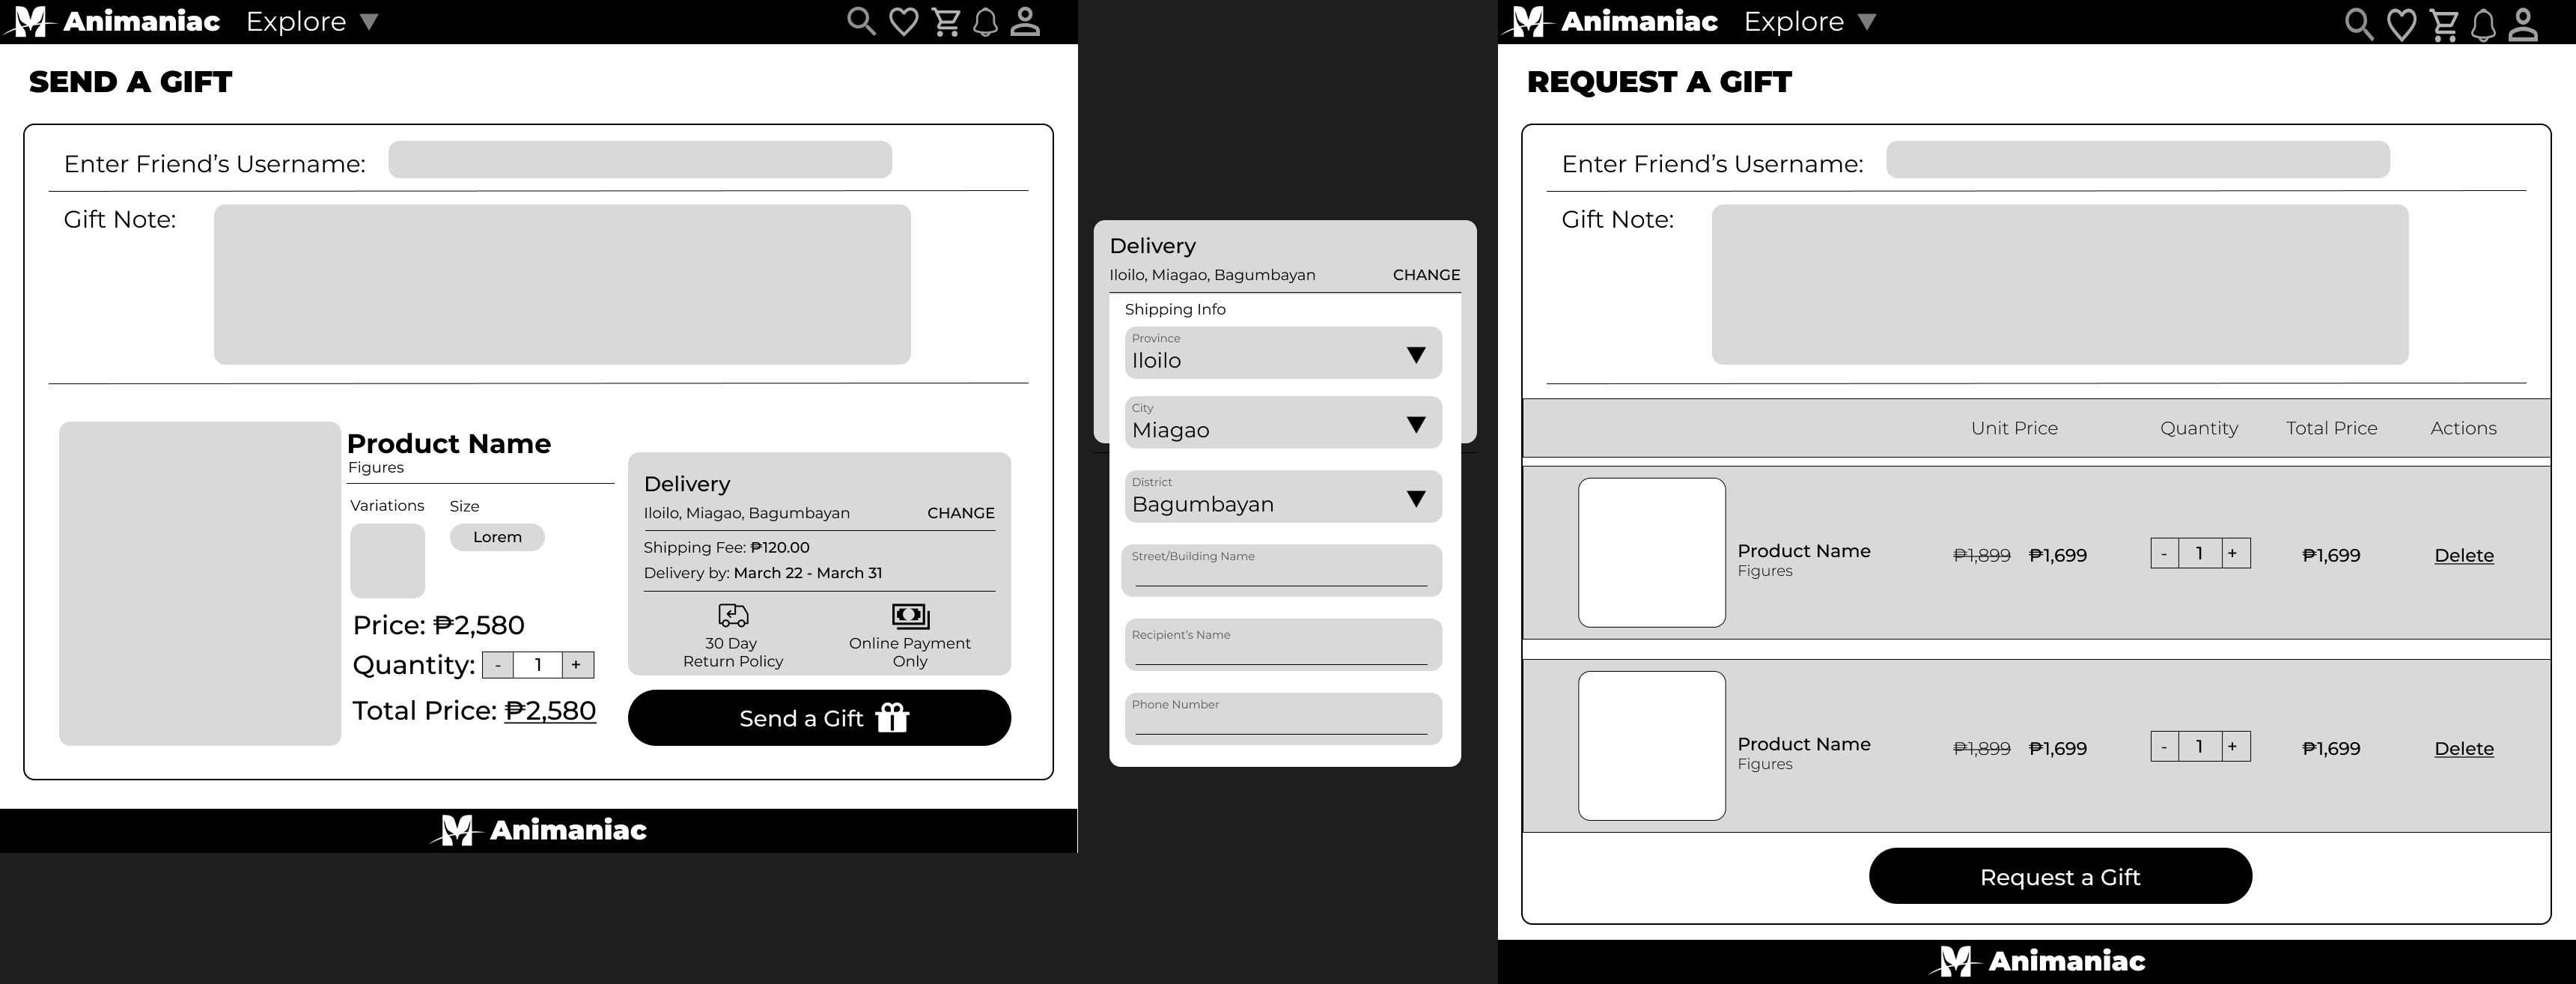 Animaniac Explore
SEND A GIFT
Enter Friend’s Username:
Gift Note:
Product Name
Figures
Variations Size
Lorem
Price: ₱2,580
Quantity: - 1 +
Total Price: ₱2,580
Delivery
Iloilo, Miagao, Bagumbayan CHANGE
Shipping Fee: ₱120.00
Delivery by: March 22 - March 31
30 Day
Return Policy
Online Payment
Only
Send a Gift
Animaniac
Delivery
Iloilo, Miagao, Bagumbayan CHANGE
Shipping Info
Province
Iloilo
City
Miagao
District
Bagumbayan
Street/Building Name
Recipient’s Name
Phone Number
Animaniac Explore
REQUEST A GIFT
Enter Friend’s Username:
Gift Note:
Unit Price Quantity Total Price Actions
Product Name
Figures
₱1,899 ₱1,699 - 1 + ₱1,699 Delete
Product Name
Figures
₱1,899 ₱1,699 - 1 + ₱1,699 Delete
Request a Gift
Animaniac